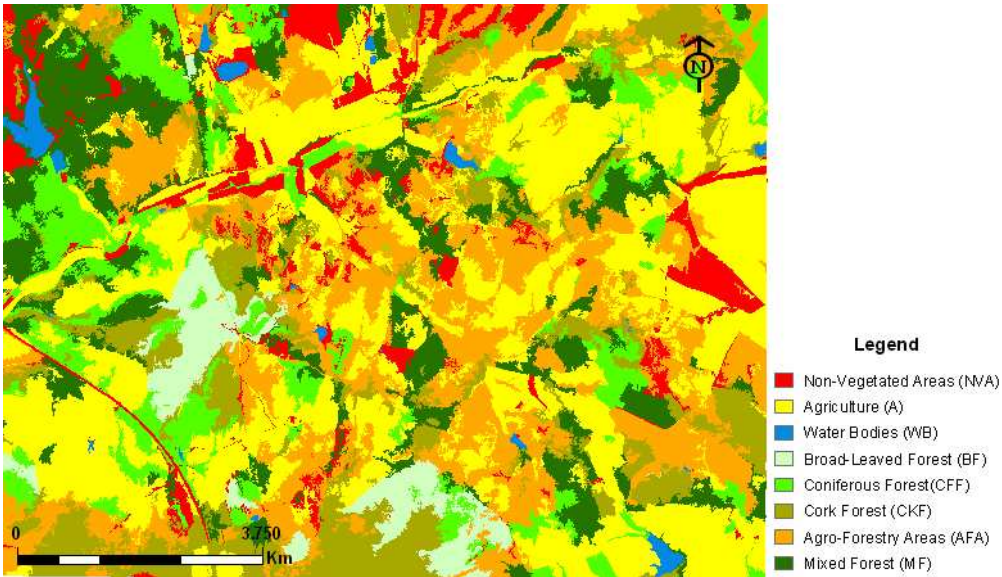 N
0
3.750
Km
Legend
Non-Vegetated Areas (NVA)
Agriculture (A)
Water Bodies (WB)
Broad-Leaved Forest (BF)
Coniferous Forest(CFF)
Cork Forest (CKF)
Agro-Forestry Areas (AFA)
Mixed Forest (MF)